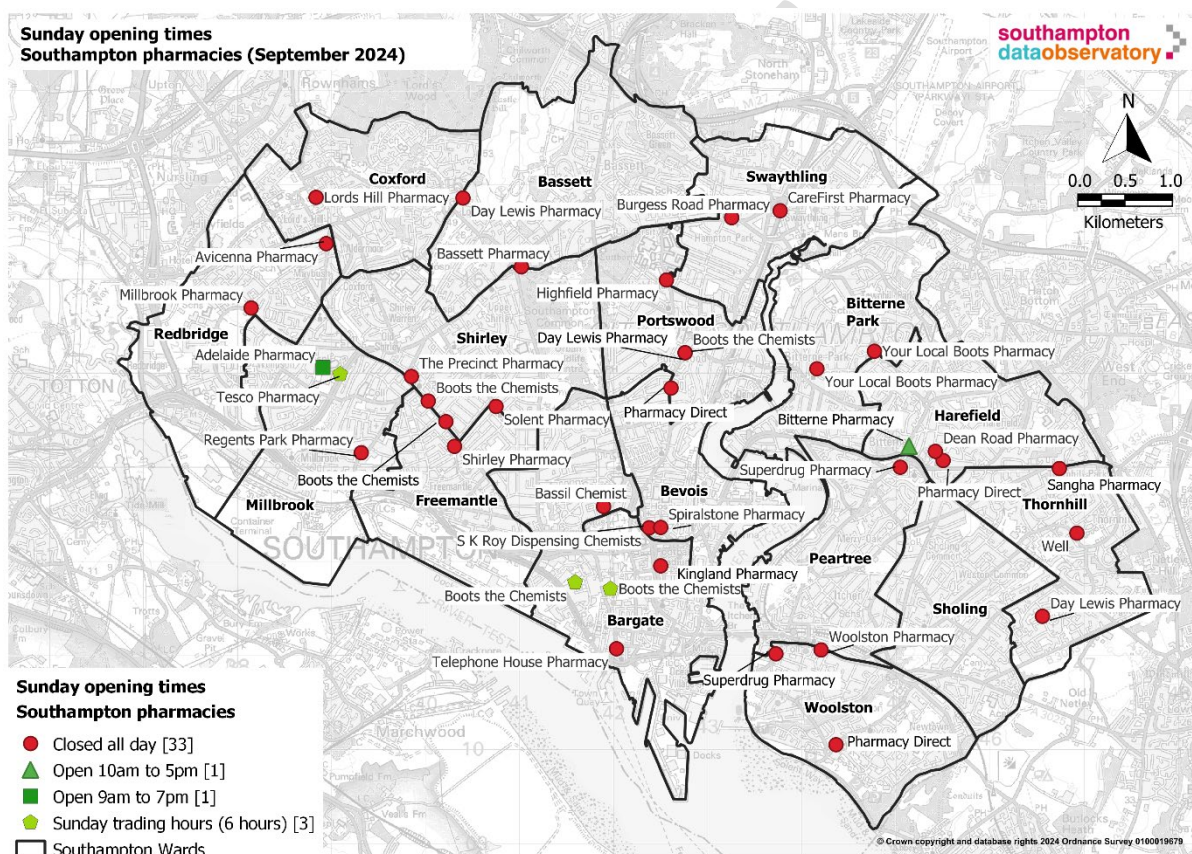 Sunday opening times
Southampton pharmacies (September 2024)
southampton
dataobservatory
N
0.0 0.5 1.0
Kilometers
Coxford
Bassett
Swaythling
Lords Hill Pharmacy
Day Lewis Pharmacy
Burgess Road Pharmacy
CareFirst Pharmacy
Avicenna Pharmacy
Bassett Pharmacy
Highfield Pharmacy
Millbrook Pharmacy
Redbridge
Shirley
Portswood
Bitterne
Park
Adelaide Pharmacy
The Precinct Pharmacy
Day Lewis Pharmacy
Boots the Chemists
Your Local Boots Pharmacy
Your Local Boots Pharmacy
TOTTON
Tesco Pharmacy
Boots the Chemists
Solent Pharmacy
Pharmacy Direct
Bitterne Pharmacy
Harefield
Dean Road Pharmacy
Regents Park Pharmacy
Shirley Pharmacy
Boots the Chemists
Superdrug Pharmacy
Pharmacy Direct
Sangha Pharmacy
Millbrook
Freemantle
Bassil Chemist
Bevois
Thornhill
Spiralstone Pharmacy
S K Roy Dispensing Chemists
SOUTHAMPTON
Well
Peartree
Kingland Pharmacy
Boots the Chemists
Boots the Chemists
Sholing
Day Lewis Pharmacy
Bargate
Woolston Pharmacy
Telephone House Pharmacy
Superdrug Pharmacy
Woolston
Pharmacy Direct
Marchwood
Sunday opening times
Southampton pharmacies
Closed all day [33]
Open 10am to 5pm [1]
Open 9am to 7pm [1]
Sunday trading hours (6 hours) [3]
Southampton Wards
© Crown copyright and database rights 2024 Ordnance Survey 0100019679